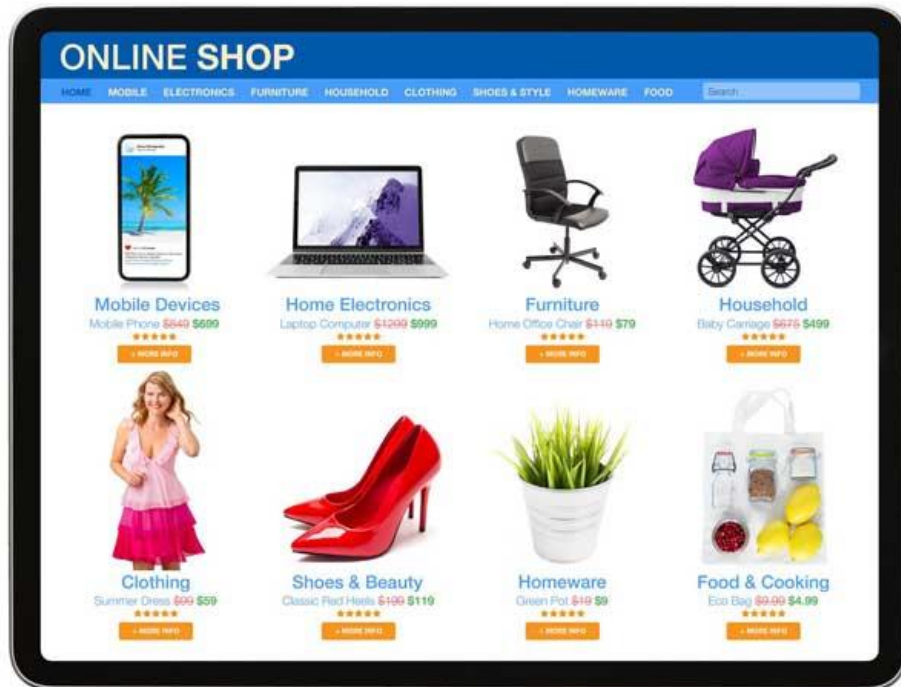 ONLINE SHOP
HOME MOBILE ELECTRONICS FURNITURE HOUSEHOLD CLOTHING SHOES & STYLE HOMEWARE FOOD Search
Mobile Devices
Mobile Phone $849 $699
+ MORE INFO
Home Electronics
Laptop Computer $1299 $999
+ MORE INFO
Furniture
Home Office Chair $119 $79
+ MORE INFO
Household
Baby Carriage $675 $499
+ MORE INFO
Clothing
Summer Dress $99 $59
+ MORE INFO
Shoes & Beauty
Classic Red Heels $199 $119
+ MORE INFO
Homeware
Green Pot $19 $9
+ MORE INFO
Food & Cooking
Eco Bag $9.99 $4.99
+ MORE INFO